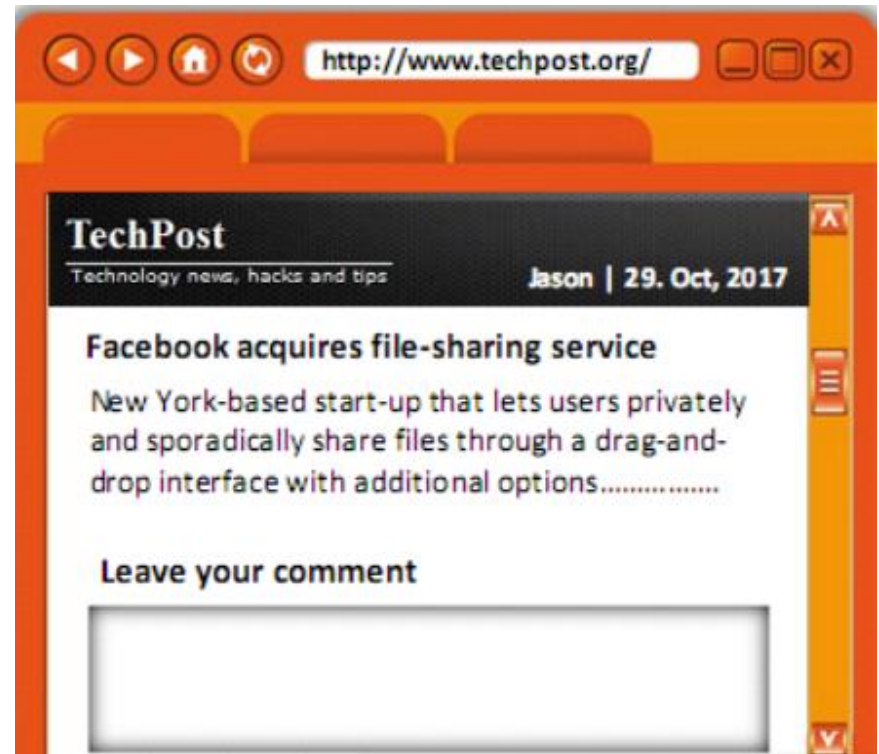 http://www.techpost.org/
TechPost
Technology news, hacks and tips
Jason | 29. Oct, 2017
Facebook acquires file-sharing service
New York-based start-up that lets users privately
and sporadically share files through a drag-and-
drop interface with additional options................
Leave your comment